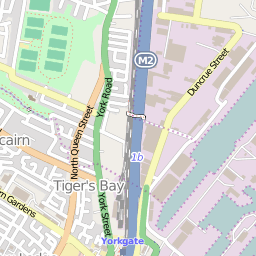 M2
Duncrue Street
York Road
North Queen Street
cairn
1b
Tiger's Bay
n Gardens
York Street
Yorkgate